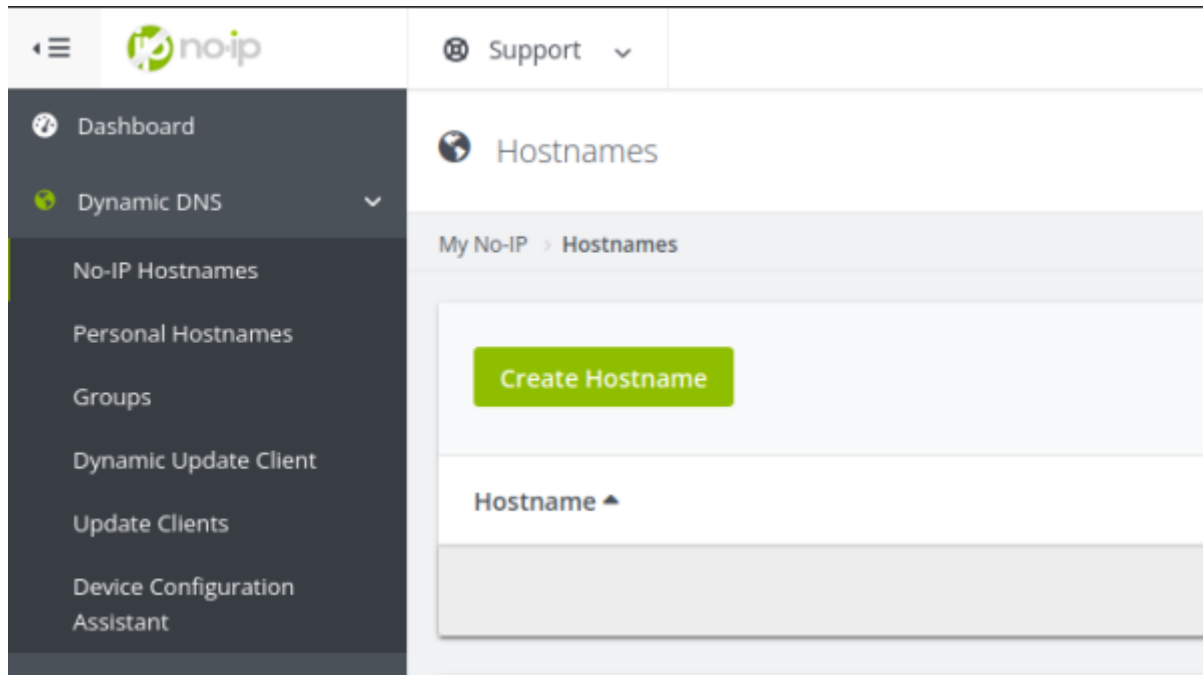 no-ip
Support
Dashboard
Hostnames
Dynamic DNS
My No-IP > Hostnames
No-IP Hostnames
Personal Hostnames
Groups
Dynamic Update Client
Update Clients
Device Configuration
Assistant
Create Hostname
Hostname